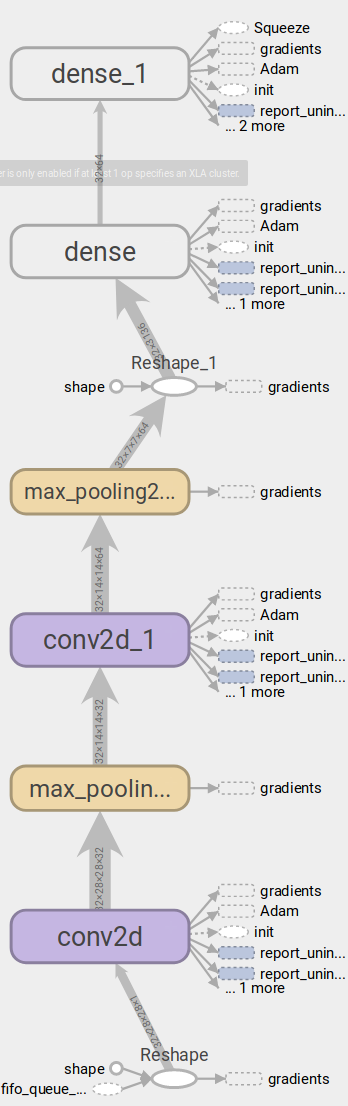 Squeeze
gradients
Adam
init
report_unin...
... 2 more
dense_1
32×64
er is only enabled if at least 1 op specifies an XLA cluster.
gradients
Adam
init
report_unin...
report_unin...
... 1 more
dense
32×3136
Reshape_1
shape
gradients
32×7×7×64
max_pooling2...
gradients
32×14×14×64
gradients
Adam
init
report_unin...
report_unin...
... 1 more
conv2d_1
32×14×14×32
max_poolin...
gradients
32×28×28×32
gradients
Adam
init
report_unin...
report_unin...
... 1 more
conv2d
32×28×28×1
Reshape
shape
gradients
fifo_queue_...